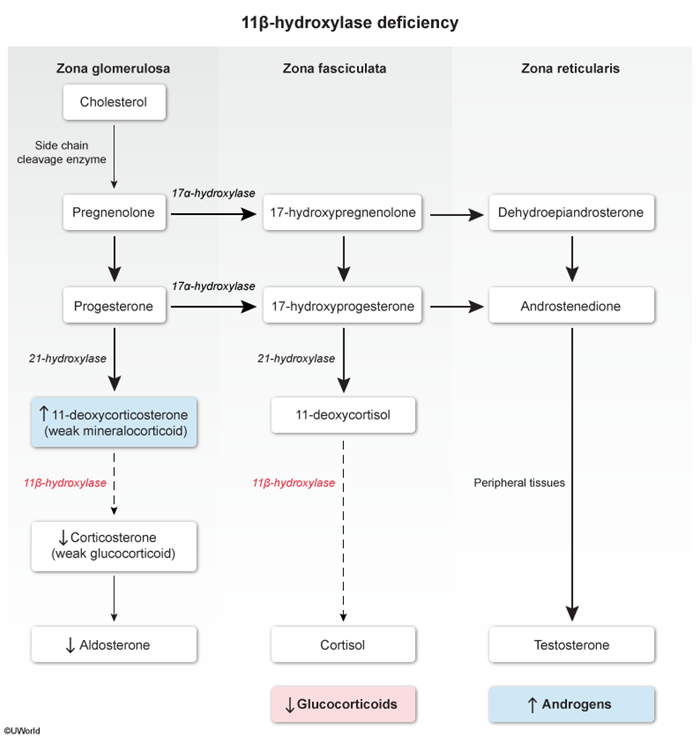 11β-hydroxylase deficiency
Zona glomerulosa
Zona fasciculata
Zona reticularis
Cholesterol
Side chain
cleavage enzyme
17α-hydroxylase
Pregnenolone
17-hydroxypregnenolone
Dehydroepiandrosterone
17α-hydroxylase
Progesterone
17-hydroxyprogesterone
Androstenedione
21-hydroxylase
21-hydroxylase
↑ 11-deoxycorticosterone
(weak mineralocorticoid)
11-deoxycortisol
11β-hydroxylase
11β-hydroxylase
Peripheral tissues
↓ Corticosterone
(weak glucocorticoid)
↓ Aldosterone
Cortisol
Testosterone
↓ Glucocorticoids
↑ Androgens
©UWorld